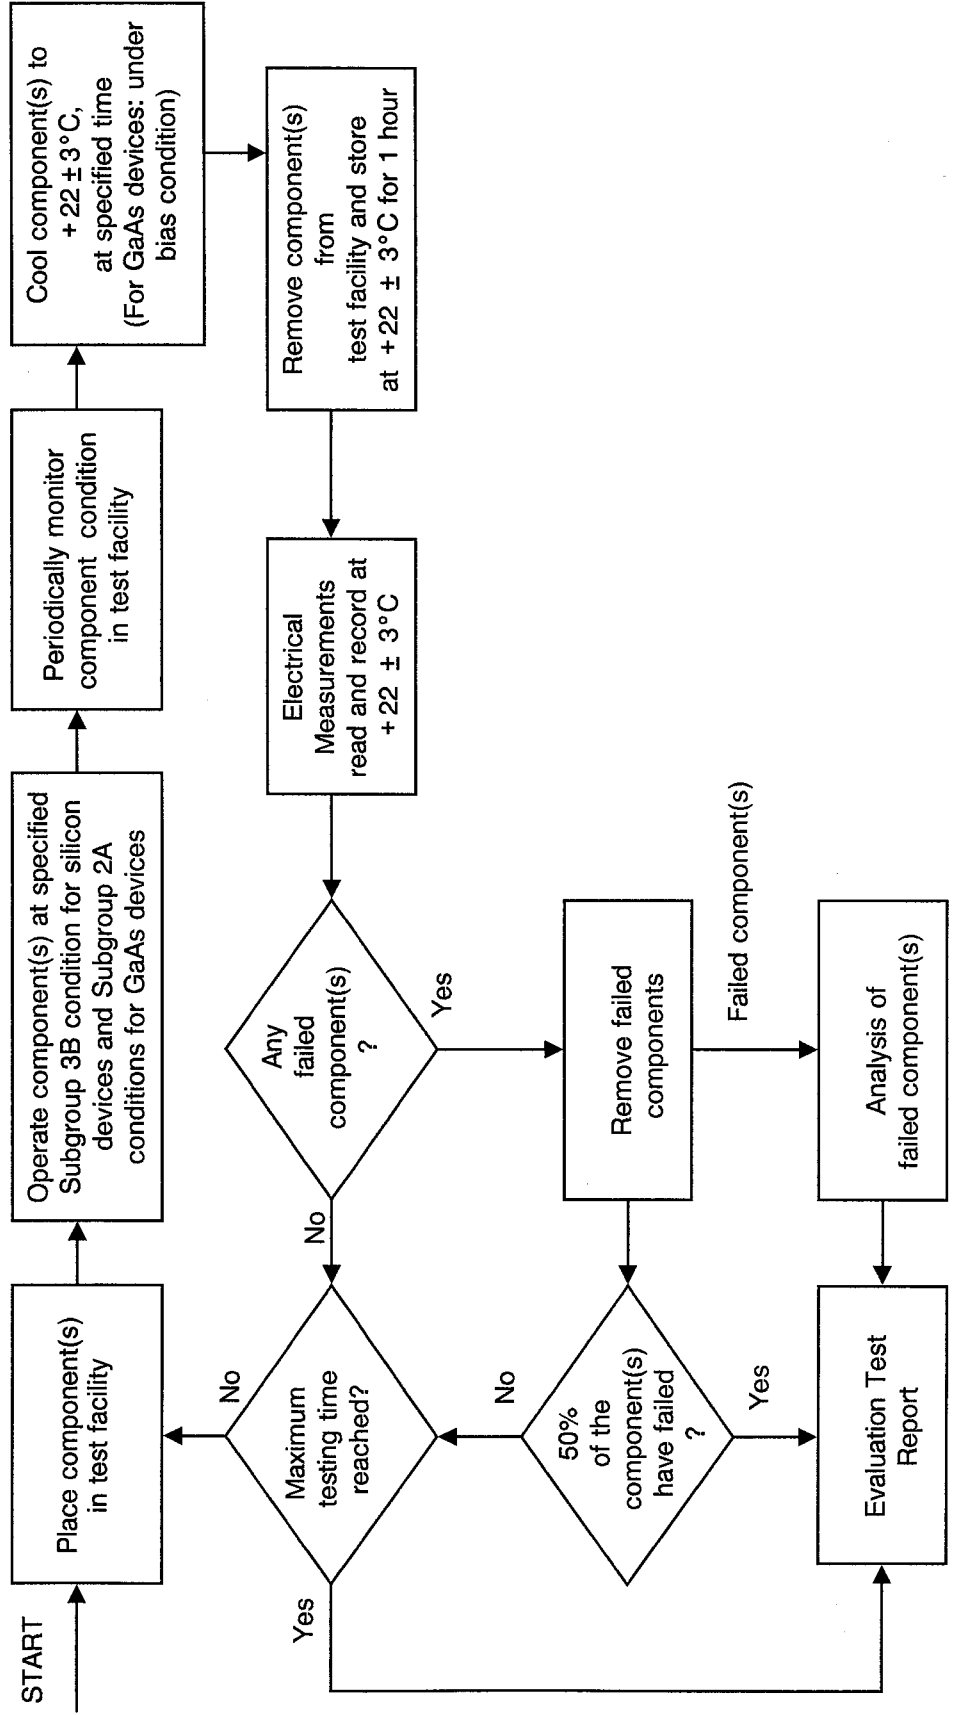 START
Place component(s)
in test facility
Operate component(s) at specified
Subgroup 3B condition for silicon
devices and Subgroup 2A
conditions for GaAs devices
Periodically monitor
component condition
in test facility
Cool component(s) to
+22 ± 3°C,
at specified time
(For GaAs devices: under
bias condition)
Remove component(s)
from
test facility and store
at +22 ± 3°C for 1 hour
Electrical
Measurements
read and record at
+22 ± 3°C
Any
failed
component(s)
?
No
Yes
Maximum
testing time
reached?
No
Yes
Remove failed
components
Failed component(s)
50%
of the
component(s)
have failed
?
No
Yes
Analysis of
failed component(s)
Evaluation Test
Report